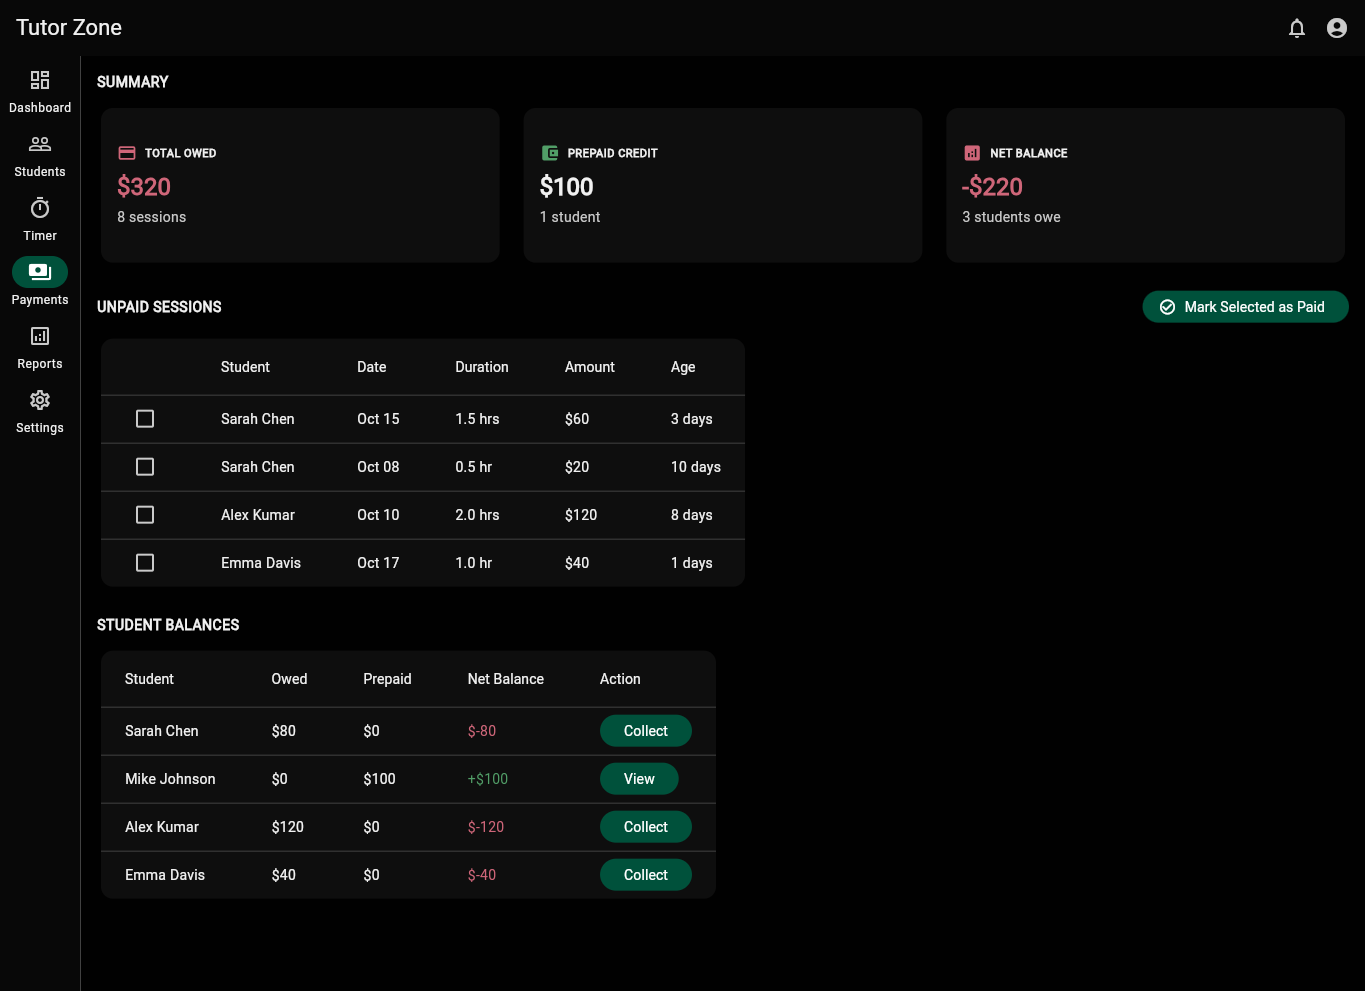 Tutor Zone
Dashboard
Students
Timer
Payments
Reports
Settings
SUMMARY
TOTAL OWED
$320
8 sessions
PREPAID CREDIT
$100
1 student
NET BALANCE
-$220
3 students owe
UNPAID SESSIONS
Mark Selected as Paid
Student Date Duration Amount Age
Sarah Chen Oct 15 1.5 hrs $60 3 days
Sarah Chen Oct 08 0.5 hr $20 10 days
Alex Kumar Oct 10 2.0 hrs $120 8 days
Emma Davis Oct 17 1.0 hr $40 1 days
STUDENT BALANCES
Student Owed Prepaid Net Balance Action
Sarah Chen $80 $0 $-80 Collect
Mike Johnson $0 $100 +$100 View
Alex Kumar $120 $0 $-120 Collect
Emma Davis $40 $0 $-40 Collect